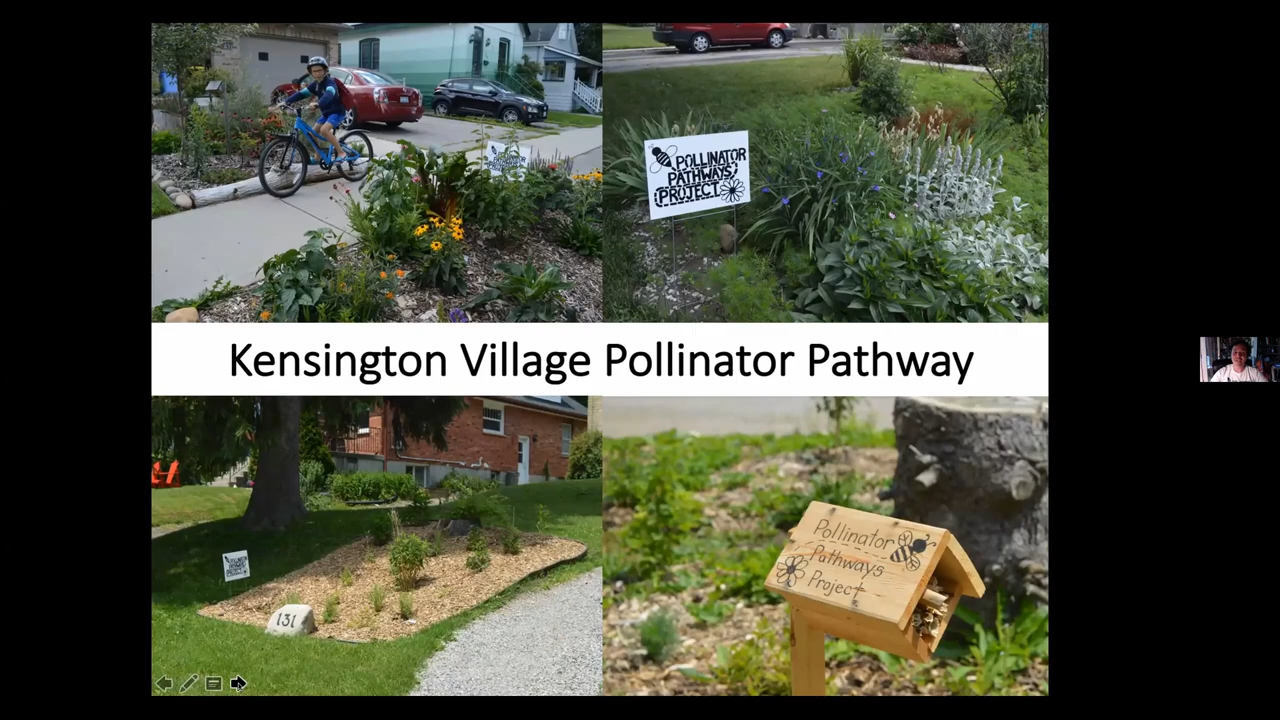 POLLINATOR
PATHWAYS
PROJECT
Kensington Village Pollinator Pathway
131
Pollinator
Pathways
Project